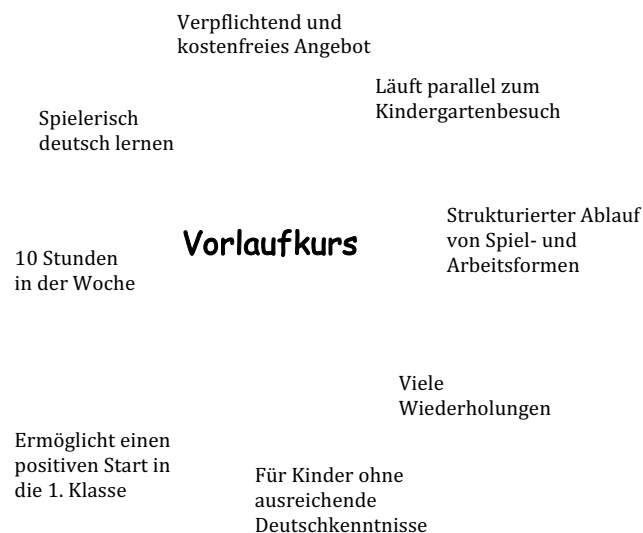 Verpflichtend und
kostenfreies Angebot
Läuft parallel zum
Kindergartenbesuch
Spielerisch
deutsch lernen
Strukturierter Ablauf
von Spiel- und
Arbeitsformen
Vorlaufkurs
10 Stunden
in der Woche
Viele
Wiederholungen
Ermöglicht einen
positiven Start in
die 1. Klasse
Für Kinder ohne
ausreichende
Deutschkenntnisse